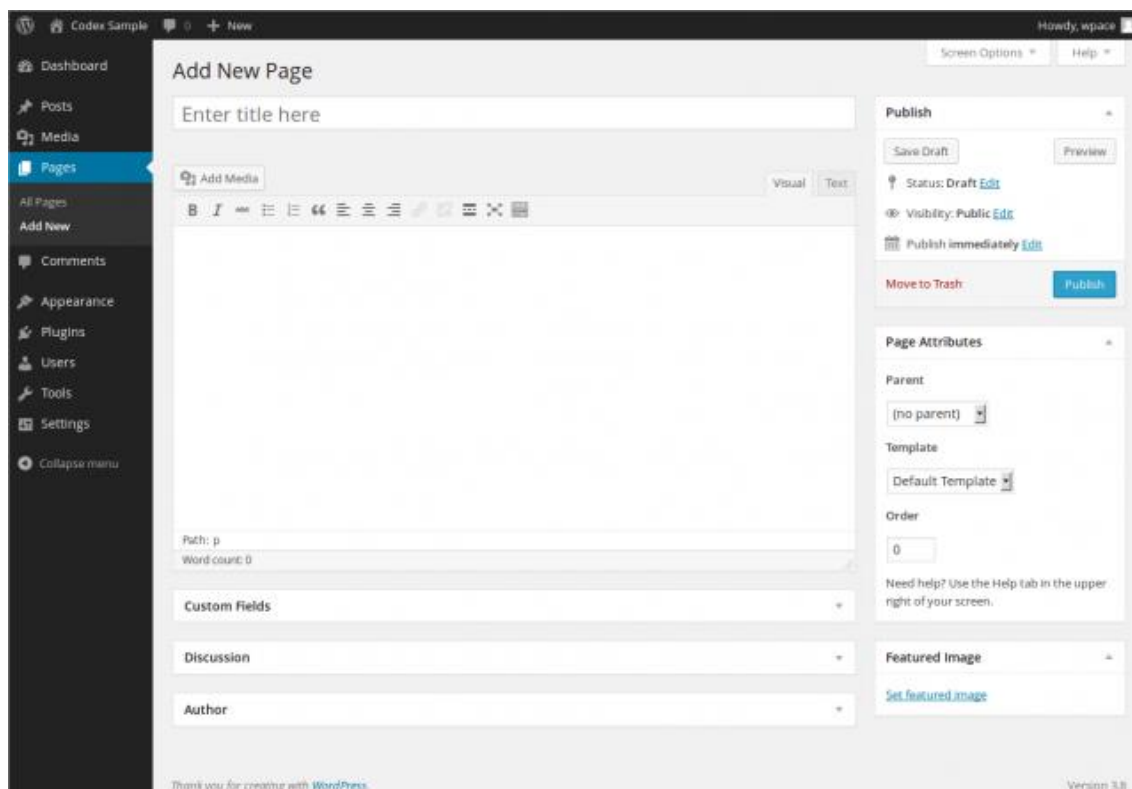 Codex Sample 0 + New Howdy, wpace
Screen Options Help
Dashboard
Posts
Media
Pages
All Pages
Add New
Comments
Appearance
Plugins
Users
Tools
Settings
Collapse menu
Add New Page
Enter title here
Add Media
Visual Text
B I ABC
Path: p
Word count: 0
Custom Fields
Discussion
Author
Publish
Save Draft Preview
Status: Draft Edit
Visibility: Public Edit
Publish immediately Edit
Move to Trash Publish
Page Attributes
Parent
(no parent)
Template
Default Template
Order
0
Need help? Use the Help tab in the upper
right of your screen.
Featured Image
Set featured image
Thank you for creating with WordPress.
Version 3.8